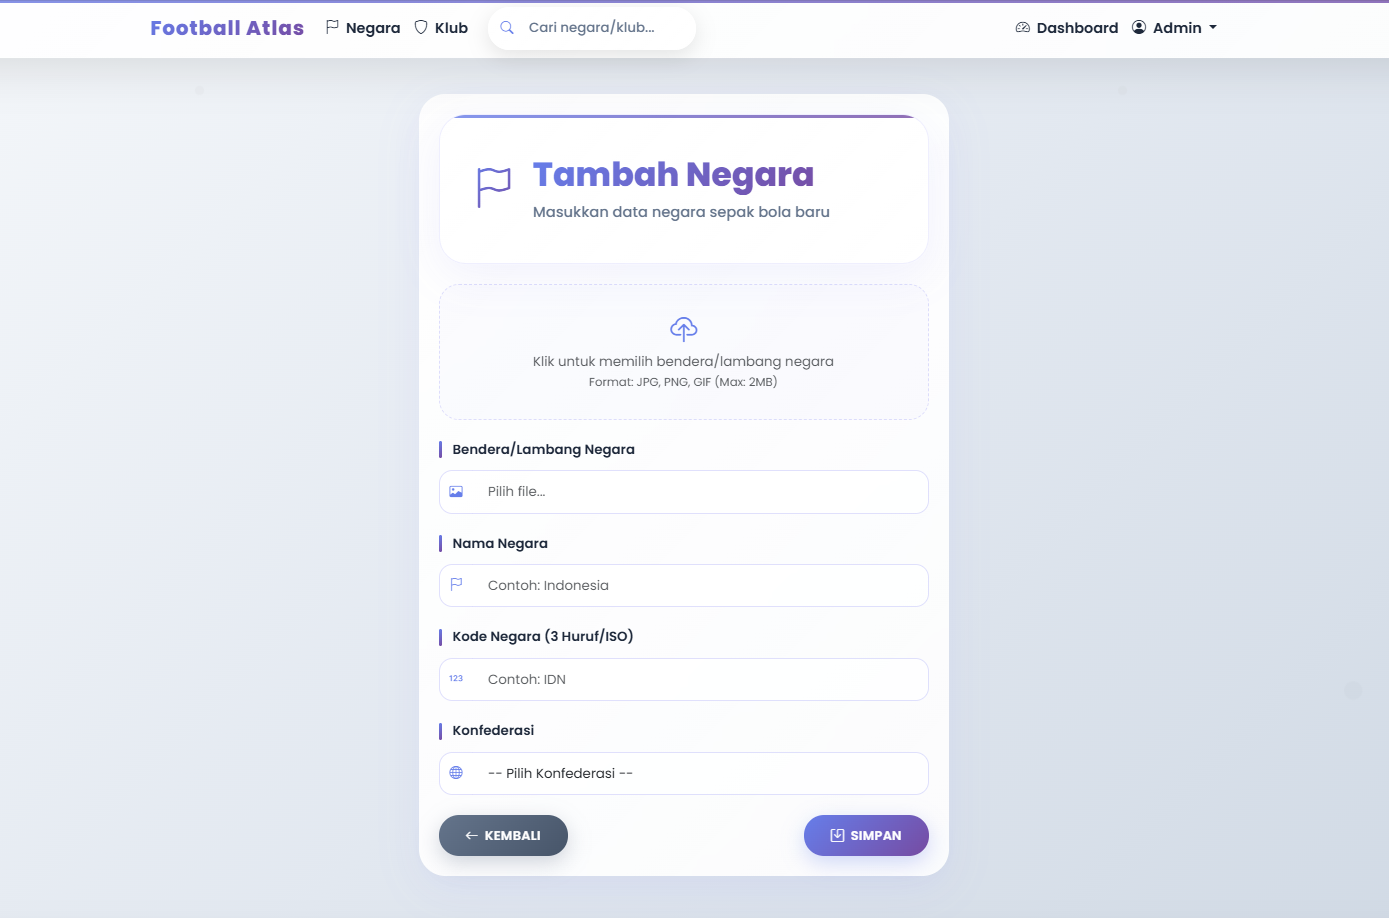 Football Atlas Negara Klub Cari negara/klub... Dashboard Admin
Tambah Negara
Masukkan data negara sepak bola baru
Klik untuk memilih bendera/lambang negara
Format: JPG, PNG, GIF (Max: 2MB)
Bendera/Lambang Negara
Pilih file...
Nama Negara
Contoh: Indonesia
Kode Negara (3 Huruf/ISO)
123 Contoh: IDN
Konfederasi
-- Pilih Konfederasi --
KEMBALI SIMPAN